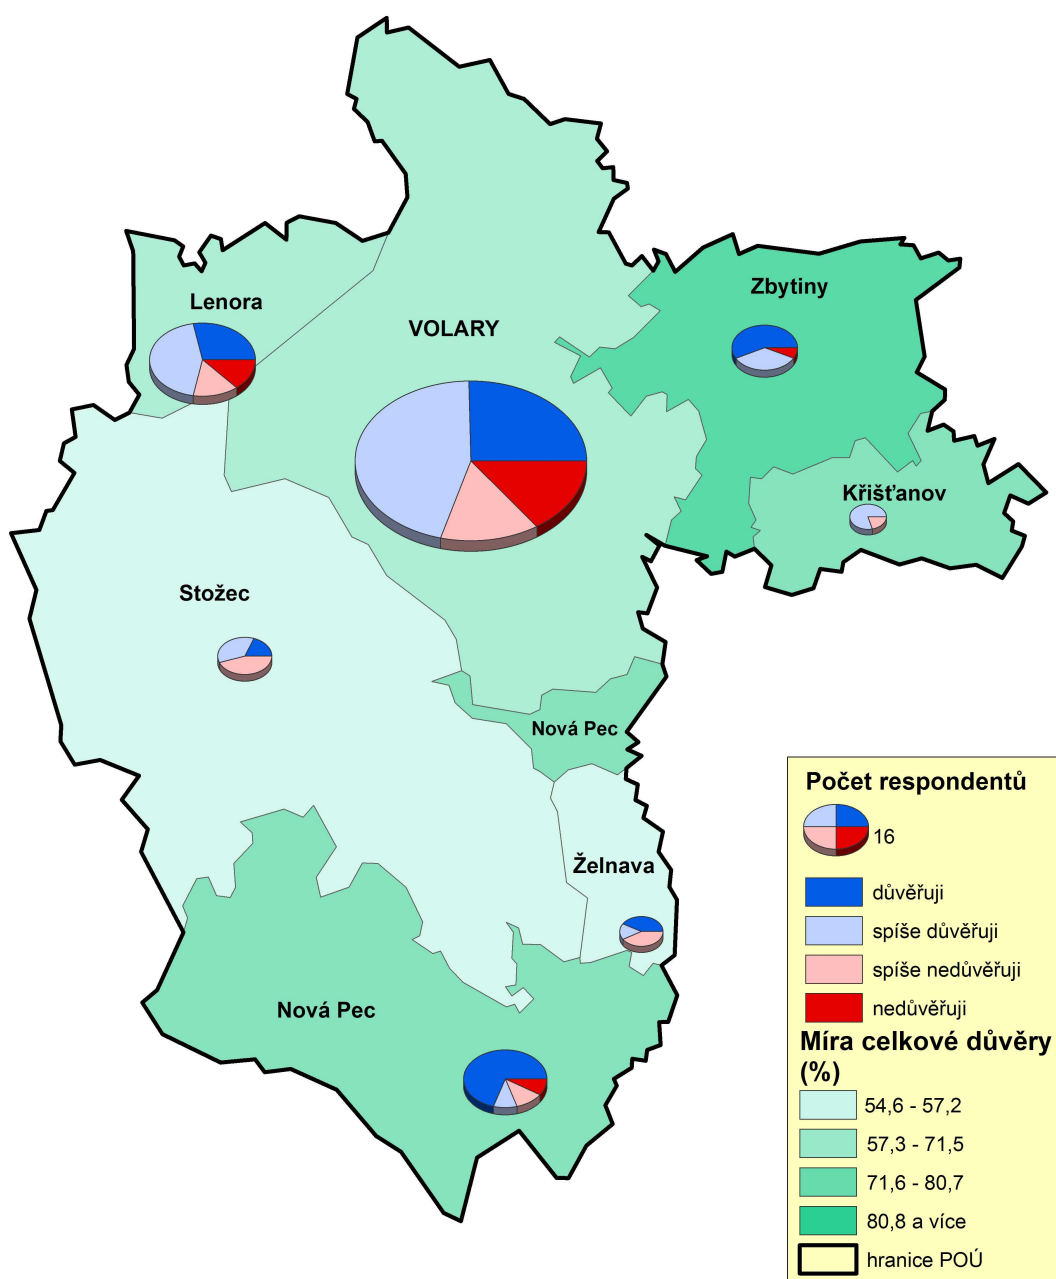 Zbytiny
Lenora
VOLARY
Křišťanov
Stožec
Nová Pec
Želnava
Nová Pec
Počet respondentů
16
důvěřuji
spíše důvěřuji
spíše nedůvěřuji
nedůvěřuji
Míra celkové důvěry
(%)
54,6 - 57,2
57,3 - 71,5
71,6 - 80,7
80,8 a více
hranice POÚ